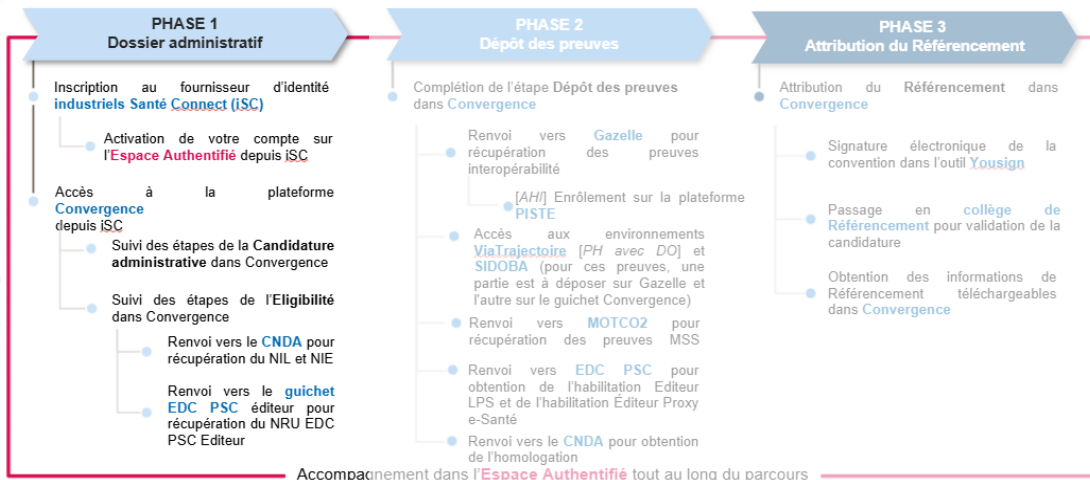 PHASE 1
Dossier administratif
Inscription au fournisseur d'identité
industriels Santé Connect (iSC)
Activation de votre compte sur
l'Espace Authentifié depuis iSC
Accès à la plateforme
Convergence
depuis iSC
Suivi des étapes de la Candidature
administrative dans Convergence
Suivi des étapes de l'Eligibilité
dans Convergence
Renvoi vers le CNDA pour
récupération du NIL et NIE
Renvoi vers le guichet
EDC PSC éditeur pour
récupération du NRU EDC
PSC Editeur
PHASE 2
Dépôt des preuves
Complétion de l'étape Dépôt des preuves
dans Convergence
Renvoi vers Gazelle pour
récupération des preuves
interopérabilité
[AHI] Enrôlement sur la plateforme
PISTE
Accès aux environnements
ViaTrajectoire [PH avec DO] et
SIDOBA (pour ces preuves, une
partie est à déposer sur Gazelle et
l'autre sur le guichet Convergence)
Renvoi vers MOTCO2 pour
récupération des preuves MSS
Renvoi vers EDC PSC pour
obtention de l'habilitation Editeur
LPS et de l'habilitation Éditeur Proxy
e-Santé
Renvoi vers le CNDA pour obtention
de l'homologation
PHASE 3
Attribution du Référencement
Attribution du Référencement dans
Convergence
Signature électronique de la
convention dans l'outil Yousign
Passage en collège de
Référencement pour validation de la
candidature
Obtention des informations de
Référencement téléchargeables
dans Convergence
Accompagnement dans l'Espace Authentifié tout au long du parcours